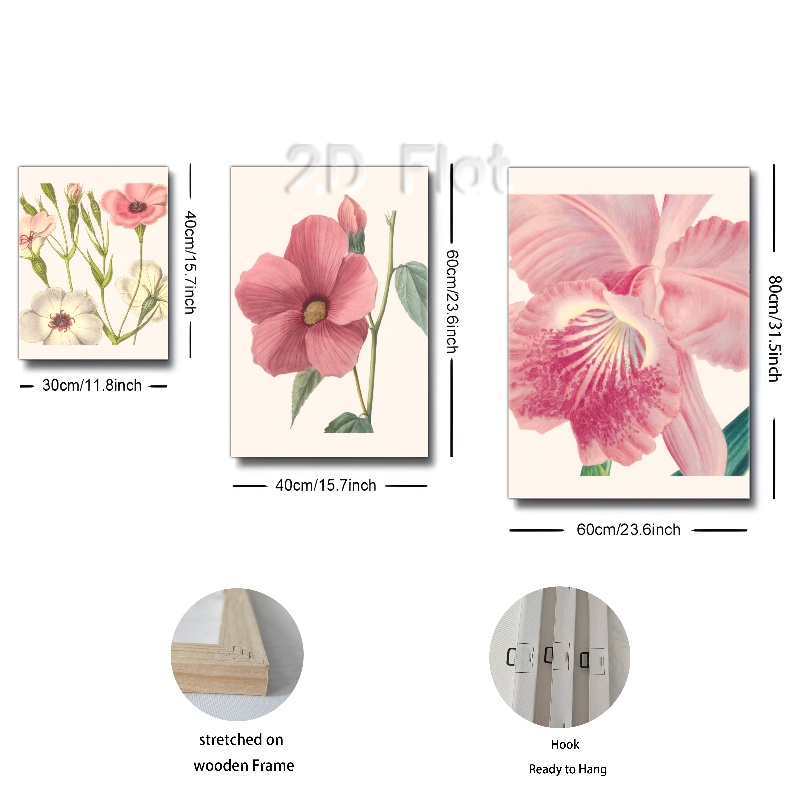 2D Flat
40cm/15.7inch
30cm/11.8inch
60cm/23.6inch
40cm/15.7inch
80cm/31.5inch
60cm/23.6inch
stretched on
wooden Frame
Hook
Ready to Hang